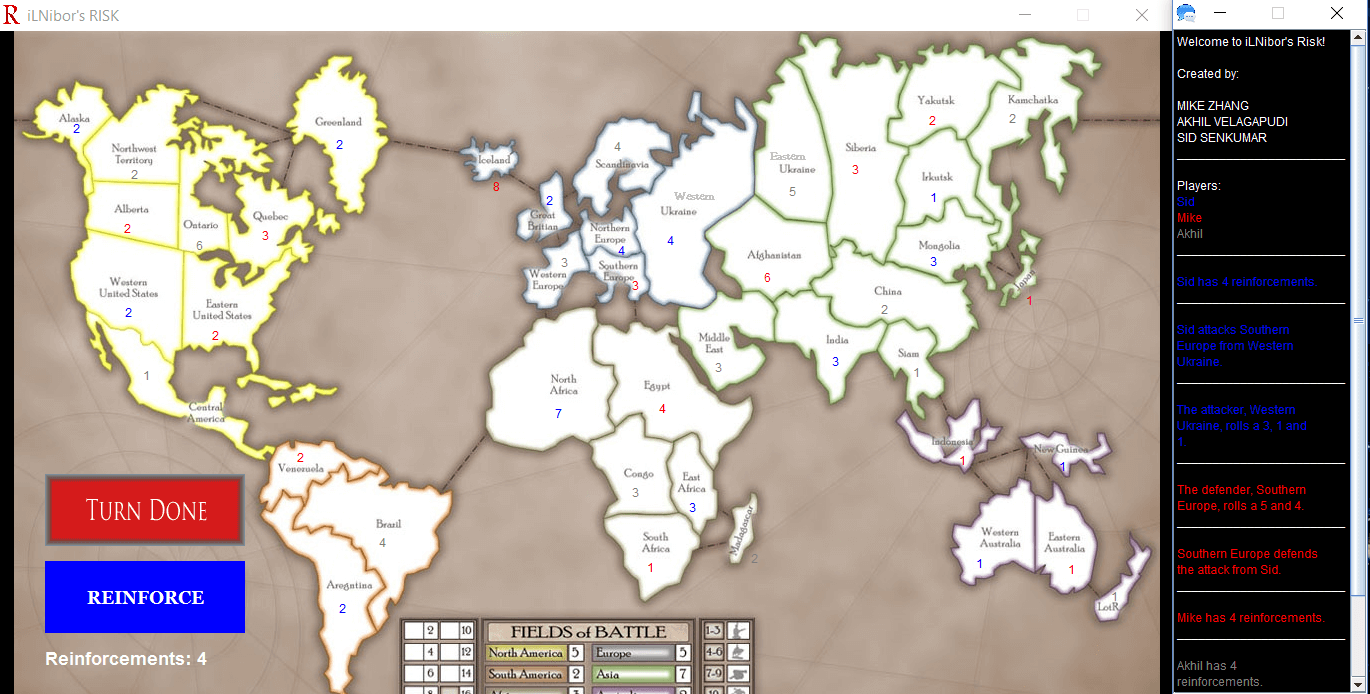 R iLNibor's RISK
Alaska
2
Northwest
Territory
2
Alberta
2
Ontario
6
Quebec
3
Greenland
2
Western
United States
2
Eastern
United States
2
1
Central
America
2
Venezuela
Brazil
4
Aregntina
2
Iceland
8
4
Scandinavia
2
Great
Britian
Northern
Europe
4
3
Western
Europe
Southern
Europe
3
Western
Ukraine
4
Eastern
Ukraine
5
Siberia
3
Yakutsk
2
Kamchatka
2
Irkutsk
1
Mongolia
3
Japan
1
Afghanistan
6
China
2
Middle
East
3
India
3
Siam
1
North
Africa
7
Egypt
4
Congo
3
East
Africa
3
South
Africa
1
Madagascar
2
Indonesia
1
New Guinea
1
Western
Australia
1
Eastern
Australia
1
1
LotR
TURN DONE
REINFORCE
Reinforcements: 4
2 10
4 12
6 14
8 16
FIELDS of BATTLE
North America 5 Europe 5
South America 2 Asia 7
1-3
4-6
7-9
Welcome to iLNibor's Risk!
Created by:
MIKE ZHANG
AKHIL VELAGAPUDI
SID SENKUMAR
Players:
Sid
Mike
Akhil
Sid has 4 reinforcements.
Sid attacks Southern
Europe from Western
Ukraine.
The attacker, Western
Ukraine, rolls a 3, 1 and
1.
The defender, Southern
Europe, rolls a 5 and 4.
Southern Europe defends
the attack from Sid.
Mike has 4 reinforcements.
Akhil has 4
reinforcements.